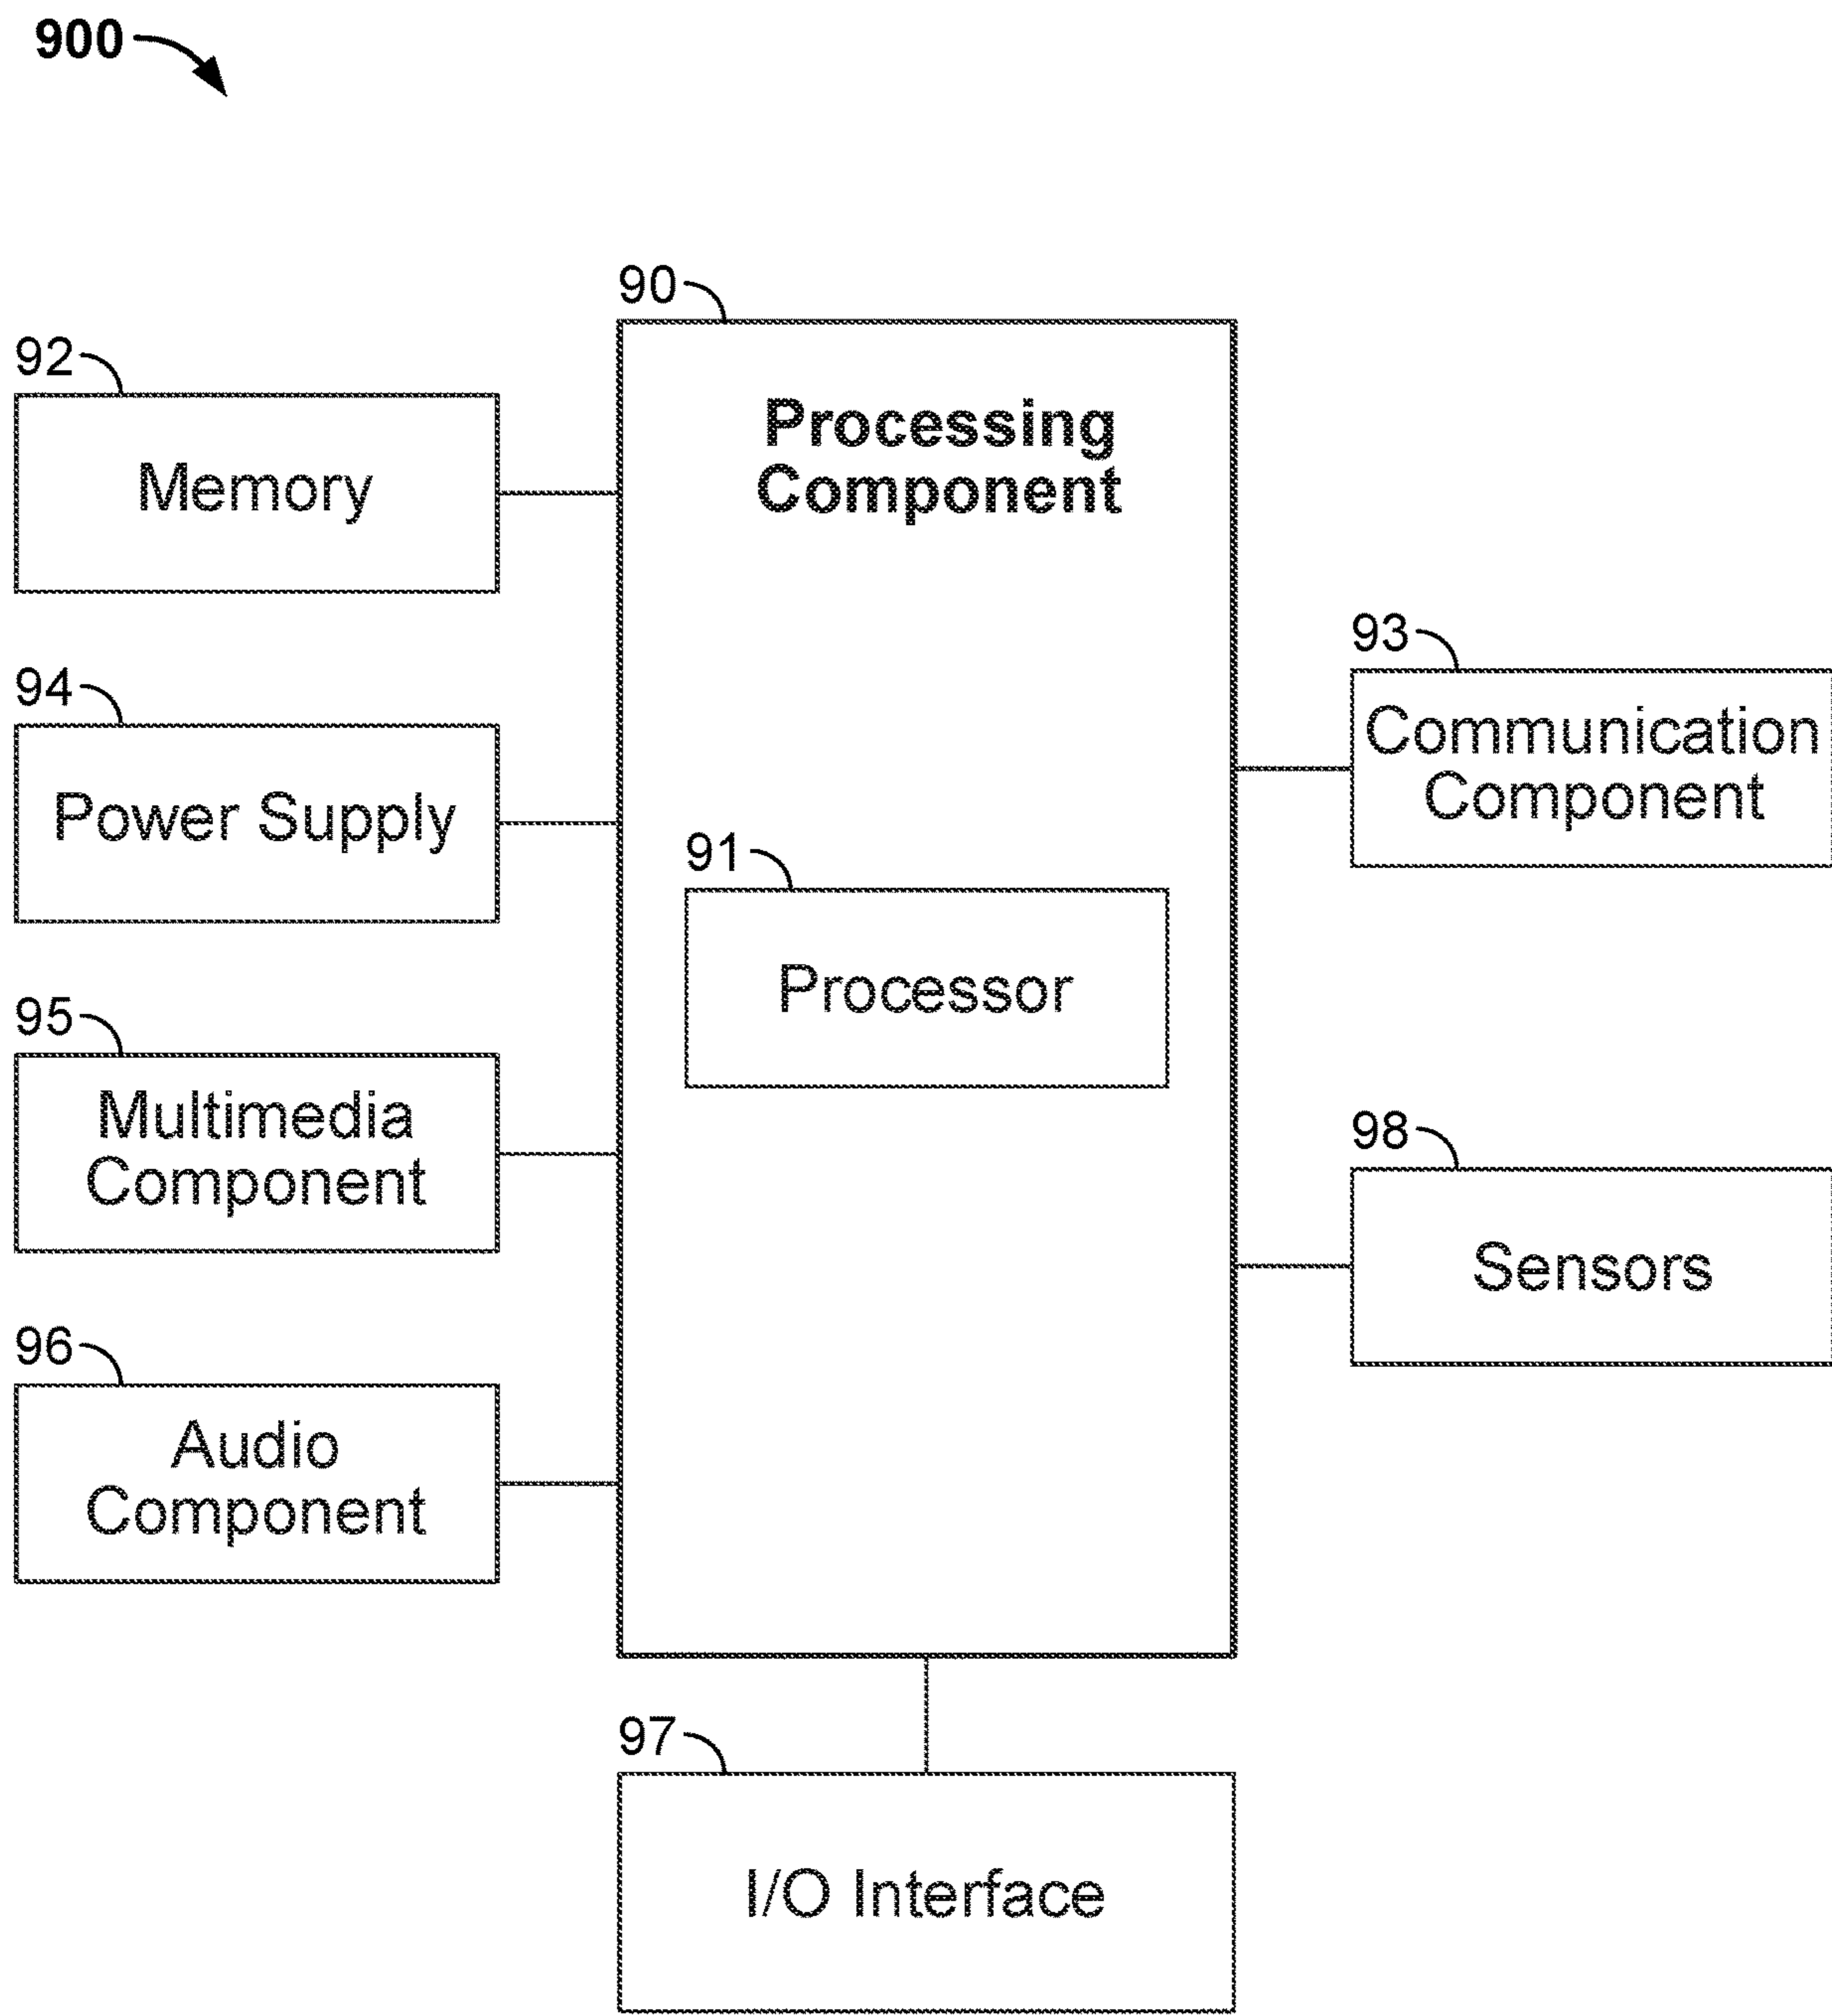 900
90
Processing
Component
92
Memory
94
Power Supply
91
Processor
95
Multimedia
Component
96
Audio
Component
93
Communication
Component
98
Sensors
97
I/O Interface